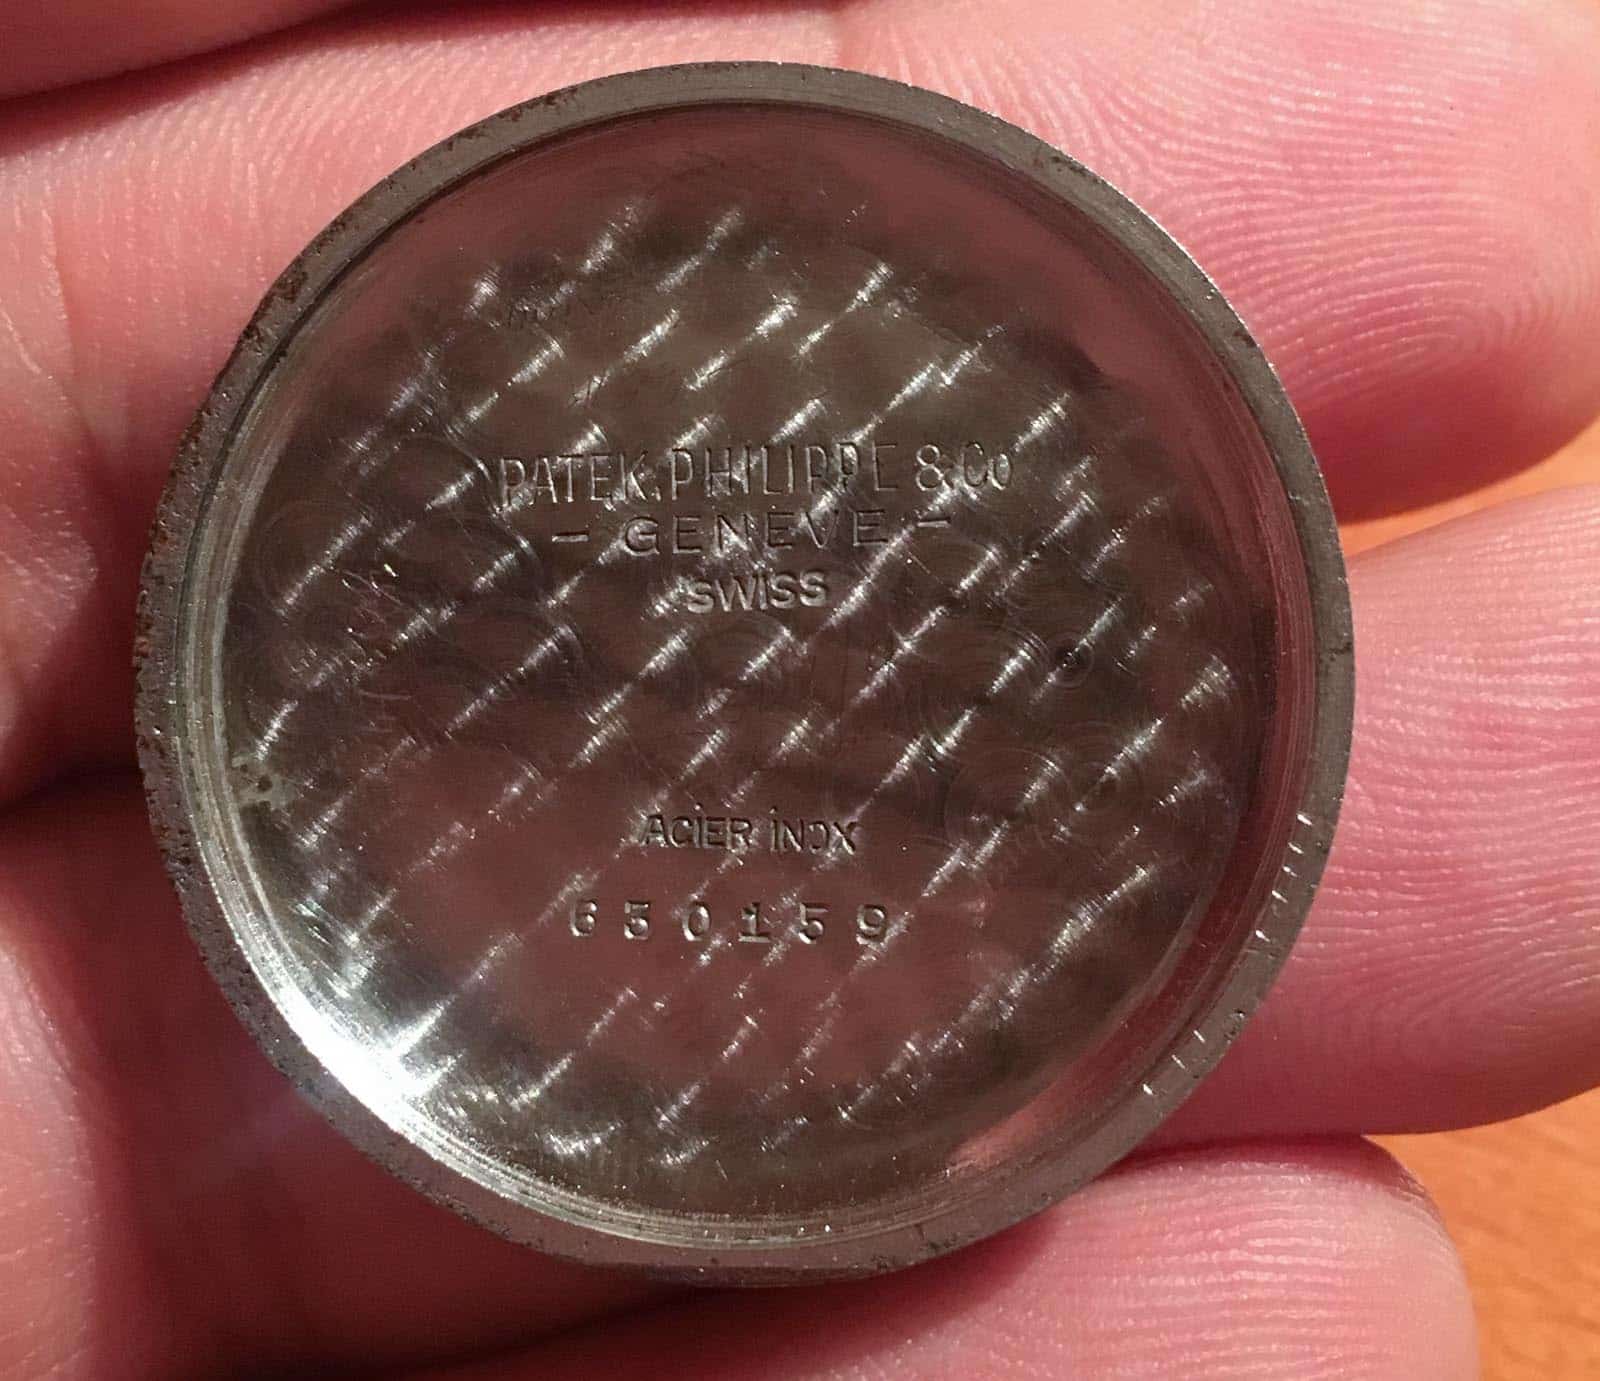 PATEK, PHILIPPE & Co
- GENEVE -
SWISS
ACIER INOX
650159